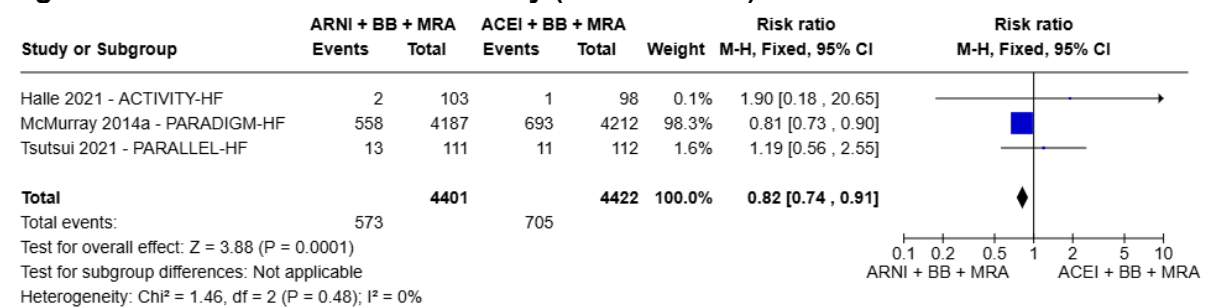 ARNI + BB + MRA ACEI + BB + MRA Risk ratio Risk ratio
Study or Subgroup Events Total Events Total Weight M-H, Fixed, 95% CI M-H, Fixed, 95% CI
Halle 2021 - ACTIVITY-HF 2 103 1 98 0.1% 1.90 [0.18 , 20.65]
McMurray 2014a - PARADIGM-HF 558 4187 693 4212 98.3% 0.81 [0.73 , 0.90]
Tsutsui 2021 - PARALLEL-HF 13 111 11 112 1.6% 1.19 [0.56 , 2.55]
Total 4401 4422 100.0% 0.82 [0.74 , 0.91]
Total events: 573 705
Test for overall effect: Z = 3.88 (P = 0.0001)
Test for subgroup differences: Not applicable
Heterogeneity: Chi² = 1.46, df = 2 (P = 0.48); I² = 0%
0.1 0.2 0.5 1 2 5 10
ARNI + BB + MRA ACEI + BB + MRA